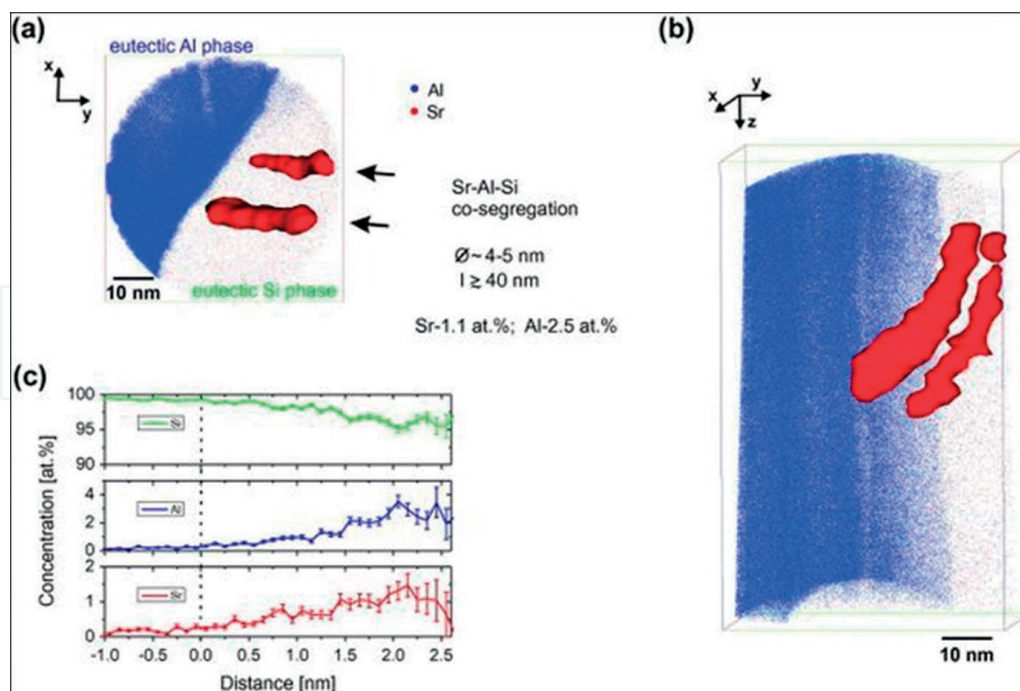 (a)
eutectic Al phase
x
y
Al
Sr
Sr-Al-Si
co-segregation
Ø ~ 4-5 nm
l ≳ 40 nm
10 nm
eutectic Si phase
Sr-1.1 at.%; Al-2.5 at.%
(b)
x
y
z
10 nm
(c)
Concentration [at.%]
100
95
90
Si
4
2
0
Al
2
1
0
Sr
-1.0 -0.5 0.0 0.5 1.0 1.5 2.0 2.5
Distance [nm]